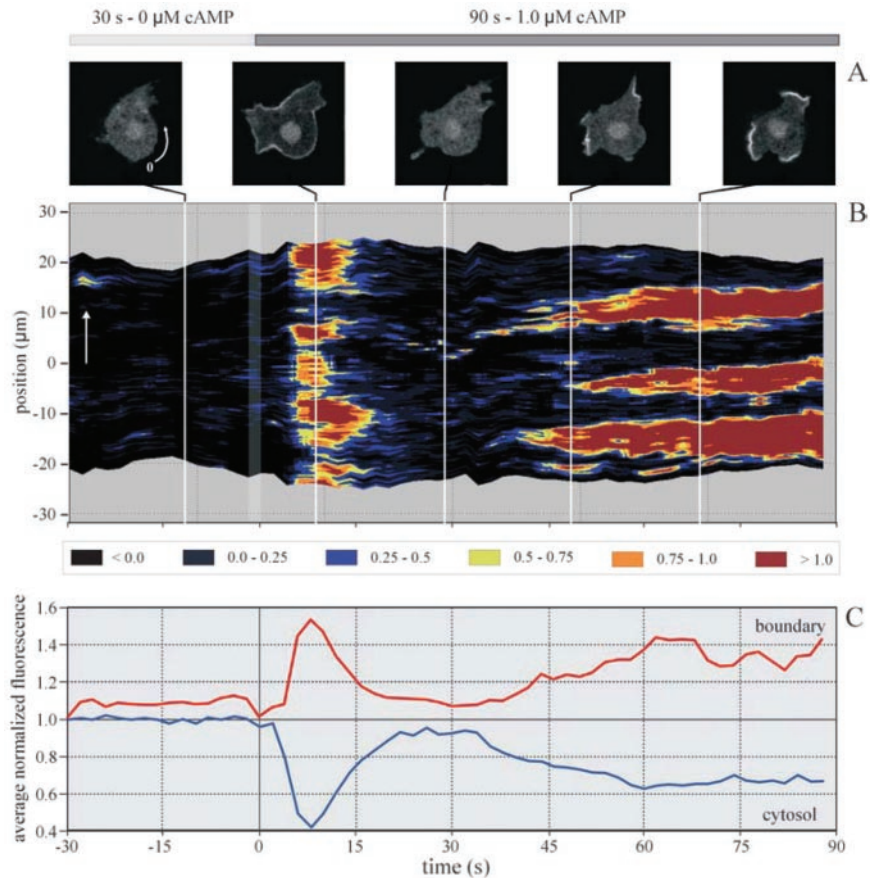 30 s - 0 µM cAMP 90 s - 1.0 µM cAMP
A
0
B
30
20
10
0
-10
-20
-30
position (µm)
< 0.0 0.0 - 0.25 0.25 - 0.5 0.5 - 0.75 0.75 - 1.0 > 1.0
C
1.6
1.4
1.2
1.0
0.8
0.6
0.4
average normalized fluorescence
boundary
cytosol
-30 -15 0 15 30 45 60 75 90
time (s)